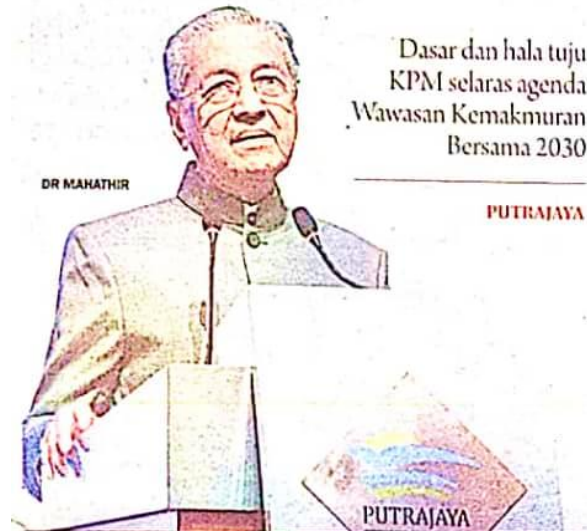 Dasar dan hala tuju
KPM selaras agenda
Wawasan Kemakmuran
Bersama 2030
DR MAHATHIR
PUTRAJAYA
PUTRAJAYA